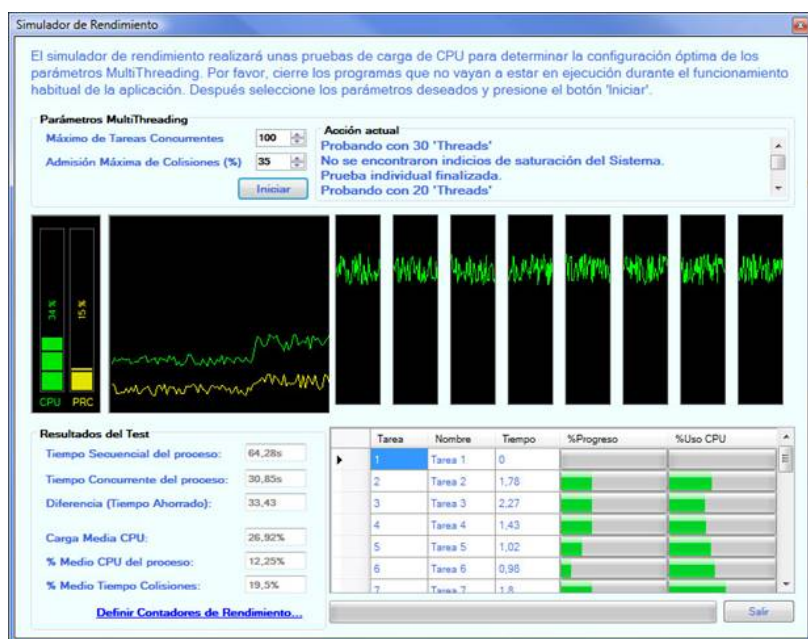 Simulador de Rendimiento
El simulador de rendimiento realizará unas pruebas de carga de CPU para determinar la configuración óptima de los
parámetros MultiThreading. Por favor, cierre los programas que no vayan a estar en ejecución durante el funcionamiento
habitual de la aplicación. Después seleccione los parámetros deseados y presione el botón 'Iniciar'.
Parámetros MultiThreading
Máximo de Tareas Concurrentes 100
Admisión Máxima de Colisiones (%) 35
Iniciar
Acción actual
Probando con 30 'Threads'
No se encontraron indicios de saturación del Sistema.
Prueba individual finalizada.
Probando con 20 'Threads'
34 %
15 %
CPU PRC
Resultados del Test
Tiempo Secuencial del proceso: 64,28s
Tiempo Concurrente del proceso: 30,85s
Diferencia (Tiempo Ahorrado): 33,43
Carga Media CPU: 26,92%
% Medio CPU del proceso: 12,25%
% Medio Tiempo Colisiones: 19,5%
Definir Contadores de Rendimiento...
Tarea Nombre Tiempo %Progreso %Uso CPU
1 Tarea 1 0
2 Tarea 2 1,78
3 Tarea 3 2,27
4 Tarea 4 1,43
5 Tarea 5 1,02
6 Tarea 6 0,98
7 Tarea 7 1,8
Salir